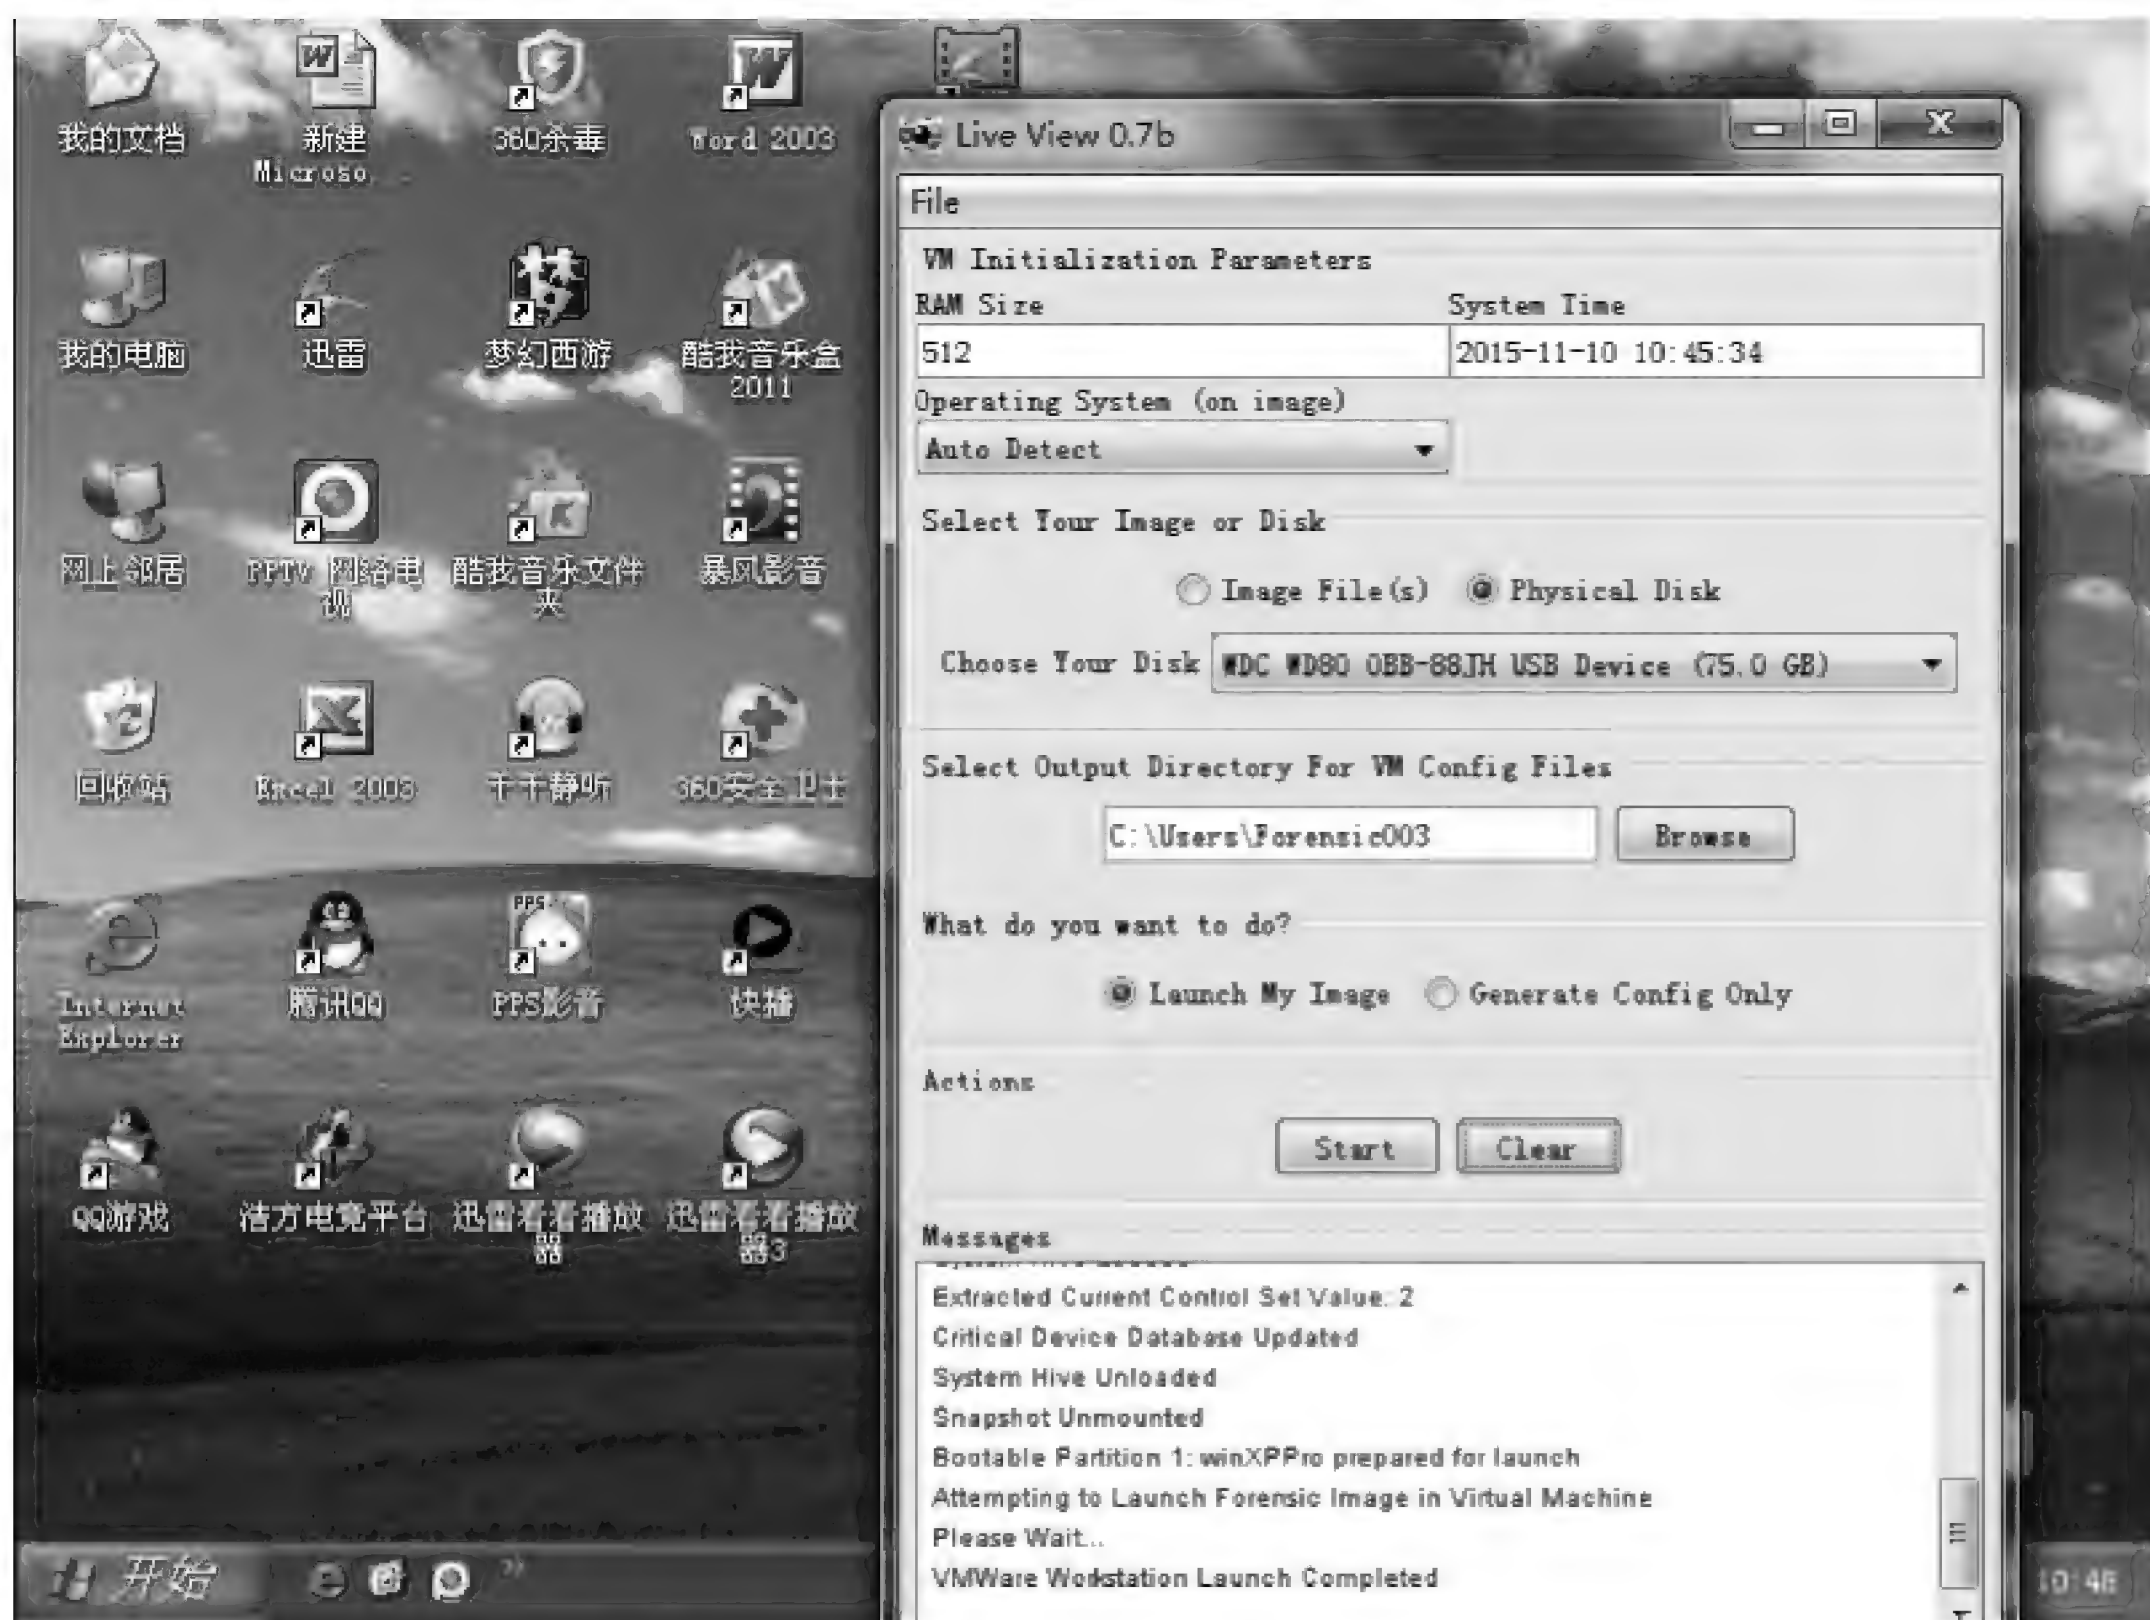 我的文档
新建
Microso...
360杀毒
Word 2003
我的电脑
迅雷
梦幻西游
酷我音乐盒
2011
网上邻居
PPTV 网络电
视
酷我音乐文件
夹
暴风影音
回收站
Excel 2003
千千静听
360安全卫士
Internet
Explorer
腾讯QQ
PPS
PPS影音
快播
QQ游戏
浩方电竞平台
迅雷看看播放
器
迅雷看看播放
器3
开始
Live View 0.7b
File
VM Initialization Parameters
RAM Size
System Time
512
2015-11-10 10:45:34
Operating System (on image)
Auto Detect
Select Your Image or Disk
Image File(s)
Physical Disk
Choose Your Disk
WDC WD80 0BB-88JH USB Device (75.0 GB)
Select Output Directory For VM Config Files
C:\Users\Forensic003
Browse
What do you want to do?
Launch My Image
Generate Config Only
Actions
Start
Clear
Messages
Extracted Current Control Set Value: 2
Critical Device Database Updated
System Hive Unloaded
Snapshot Unmounted
Bootable Partition 1: winXPPro prepared for launch
Attempting to Launch Forensic Image in Virtual Machine
Please Wait...
VMWare Workstation Launch Completed